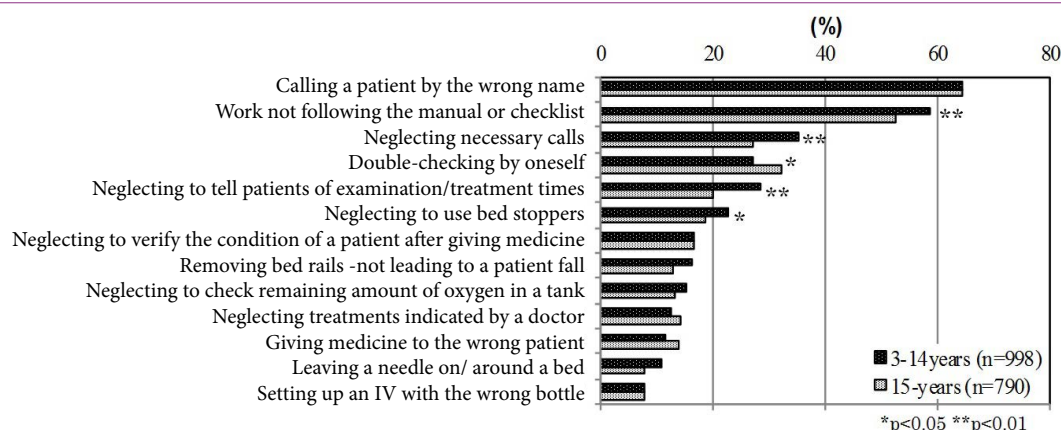 (%)
0 20 40 60 80
Calling a patient by the wrong name
Work not following the manual or checklist
**
Neglecting necessary calls
**
Double-checking by oneself
*
Neglecting to tell patients of examination/treatment times
**
Neglecting to use bed stoppers
*
Neglecting to verify the condition of a patient after giving medicine
Removing bed rails -not leading to a patient fall
Neglecting to check remaining amount of oxygen in a tank
Neglecting treatments indicated by a doctor
Giving medicine to the wrong patient
Leaving a needle on/ around a bed
Setting up an IV with the wrong bottle
3-14years (n=998)
15-years (n=790)
*p<0.05 **p<0.01